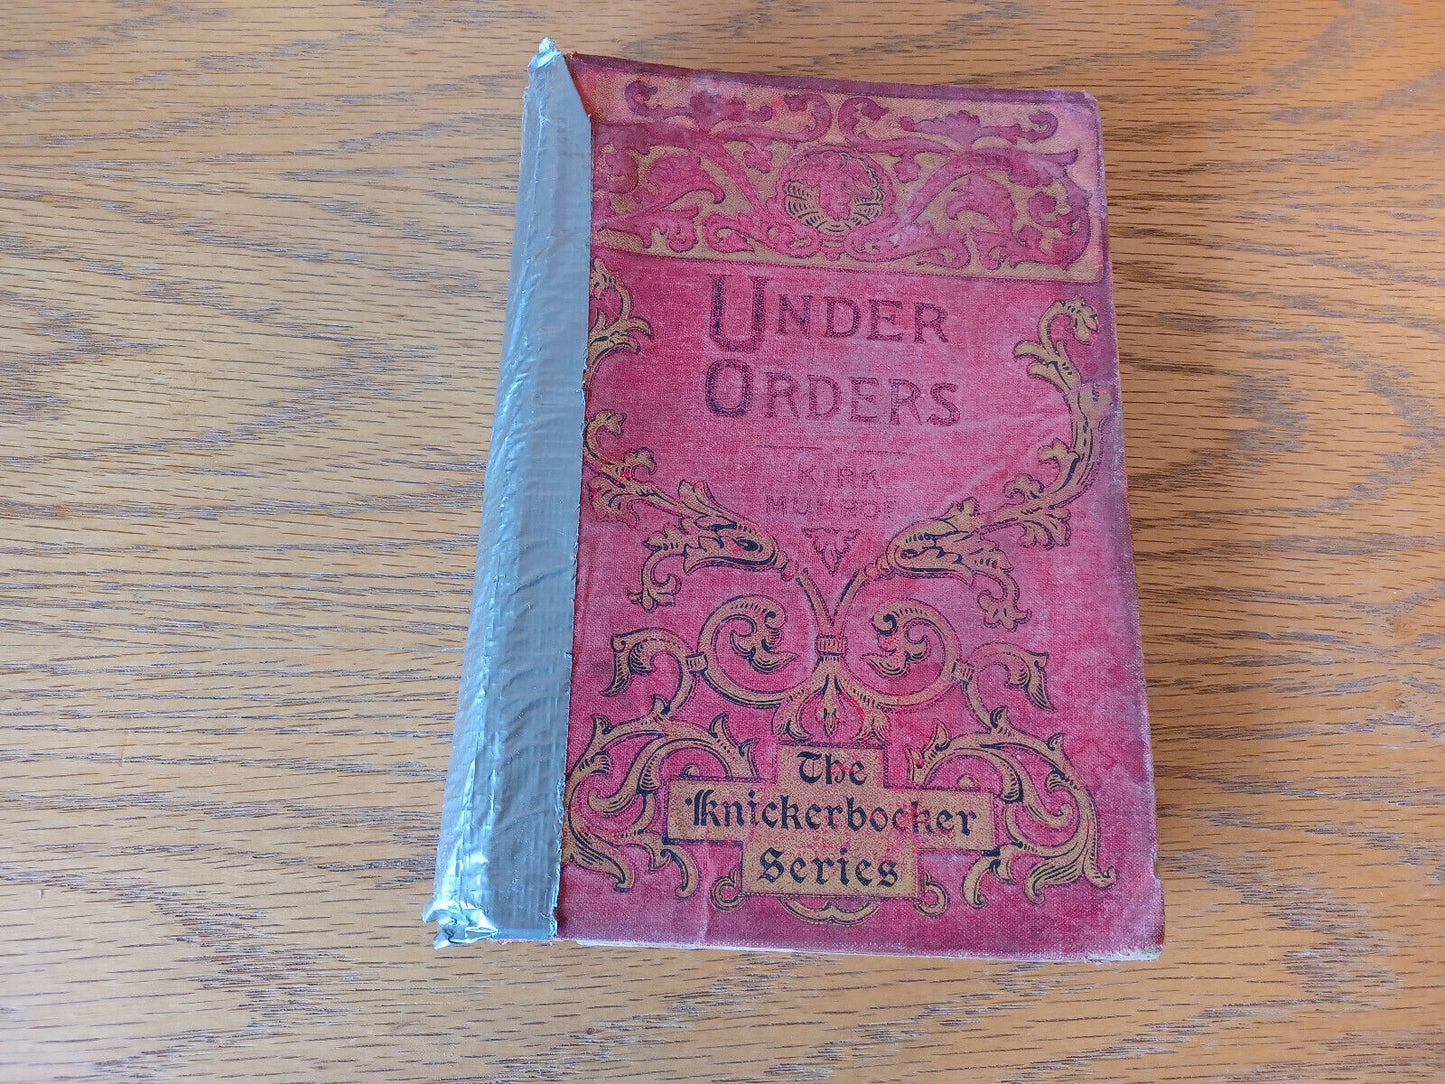 UNDER
ORDERS
KIRK
MUNROE
The
Knickerbocker
Series